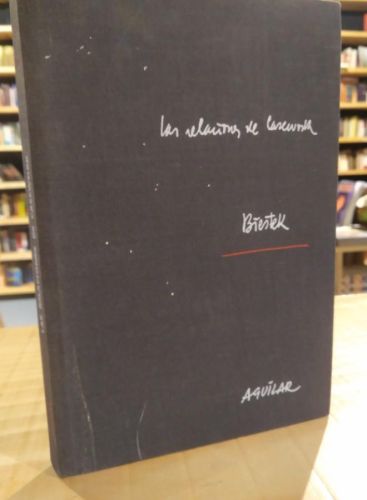 Las relaciones de casework
Biestek
AGUILAR